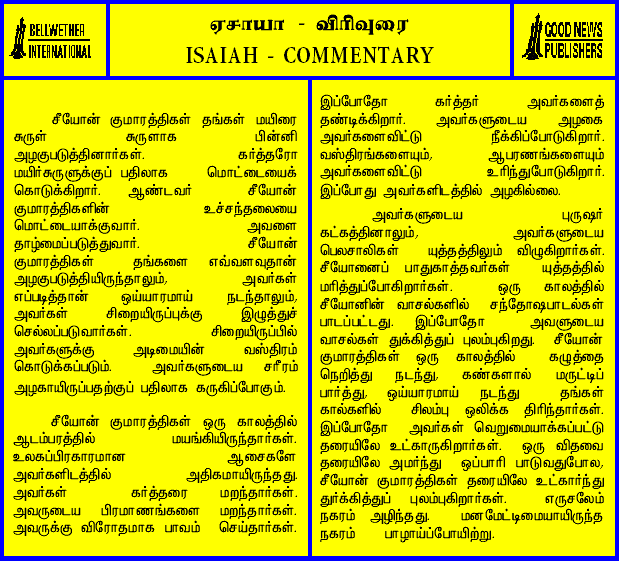 BELLWETHER
INTERNATIONAL
ஏசாயா - விரிவுரை
ISAIAH - COMMENTARY
GOOD NEWS
PUBLISHERS
சீயோன் குமாரத்திகள் தங்கள் மயிரை
சுருள் சுருளாக பின்னி
அழகுபடுத்தினார்கள். கர்த்தரோ
மயிர்சுருளுக்குப் பதிலாக மொட்டையைக்
கொடுக்கிறார். ஆண்டவர் சீயோன்
குமாரத்திகளின் உச்சந்தலையை
மொட்டையாக்குவார். அவளை
தாழ்மைப்படுத்துவார். சீயோன்
குமாரத்திகள் தங்களை எவ்வளவுதான்
அழகுபடுத்தியிருந்தாலும், அவர்கள்
எப்படித்தான் ஒய்யாரமாய் நடந்தாலும்,
அவர்கள் சிறையிருப்புக்கு இழுத்துச்
செல்லப்படுவார்கள். சிறையிருப்பில்
அவர்களுக்கு அடிமையின் வஸ்திரம்
கொடுக்கப்படும். அவர்களுடைய சரீரம்
அழகாயிருப்பதற்குப் பதிலாக கருகிப்போகும்.
சீயோன் குமாரத்திகள் ஒரு காலத்தில்
ஆடம்பரத்தில் மயங்கியிருந்தார்கள்.
உலகப்பிரகாரமான ஆசைகளே
அவர்களிடத்தில் அதிகமாயிருந்தது.
அவர்கள் கர்த்தரை மறந்தார்கள்.
அவருடைய பிரமாணங்களை மறந்தார்கள்.
அவருக்கு விரோதமாக பாவம் செய்தார்கள்.
இப்போதோ கர்த்தர் அவர்களைத்
தண்டிக்கிறார். அவர்களுடைய அழகை
அவர்களைவிட்டு நீக்கிப்போடுகிறார்.
வஸ்திரங்களையும், ஆபரணங்களையும்
அவர்களைவிட்டு உரிந்துபோடுகிறார்.
இப்போது அவர்களிடத்தில் அழகில்லை.
அவர்களுடைய புருஷர்
கட்கத்தினாலும், அவர்களுடைய
பெலசாலிகள் யுத்தத்திலும் விழுகிறார்கள்.
சீயோனைப் பாதுகாத்தவர்கள் யுத்தத்தில்
மரித்துப்போகிறார்கள். ஒரு காலத்தில்
சீயோனின் வாசல்களில் சந்தோஷபாடல்கள்
பாடப்பட்டது. இப்போதோ அவளுடைய
வாசல்கள் துக்கித்துப் புலம்புகிறது. சீயோன்
குமாரத்திகள் ஒரு காலத்தில் கழுத்தை
நெறித்து நடந்து, கண்களால் மருட்டிப்
பார்த்து, ஒய்யாரமாய் நடந்து தங்கள்
கால்களில் சிலம்பு ஒலிக்க திரிந்தார்கள்.
இப்போதோ அவர்கள் வெறுமையாக்கப்பட்டு
தரையிலே உட்காருகிறார்கள். ஒரு விதவை
தரையிலே அமர்ந்து ஒப்பாரி பாடுவதுபோல,
சீயோன் குமாரத்திகள் தரையிலே உட்கார்ந்து
துர்க்கித்துப் புலம்புகிறார்கள். எருசலேம்
நகரம் அழிந்தது. மனமேட்டிமையாயிருந்த
நகரம் பாழாய்ப்போயிற்று.